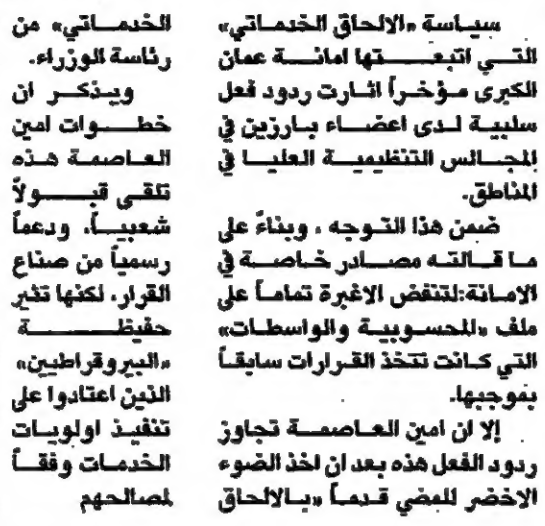 سياسة «الالحاق الخدماتي»
التي اتبعتها امانة عمان
الكبرى مؤخراً اثارت ردود فعل
سلبية لدى اعضاء بارزين في
المجالس التنظيمية العليا في
المناطق.
ضمن هذا التوجه ، وبناءً على
ما قالته مصادر خاصة في
الامانة:لتنفض الاغبرة تماماً على
ملف «المحسوبية والواسطات»
التي كانت تتخذ القرارات سابقاً
بموجبها.
إلا ان امين العاصمة تجاوز
ردود الفعل هذه بعد ان اخذ الضوء
الاخضر للمضي قدماً «بالالحاق
الخدماتي» من
رئاسة الوزراء.
ويذكر ان
خطوات امين
العاصمة هذه
تلقى قبولاً
شعبياً، ودعماً
رسمياً من صناع
القرار، لكنها تثير
حفيظة
«البيروقراطيين»
الذين اعتادوا على
تنفيذ اولويات
الخدمات وفقاً
لمصالحهم